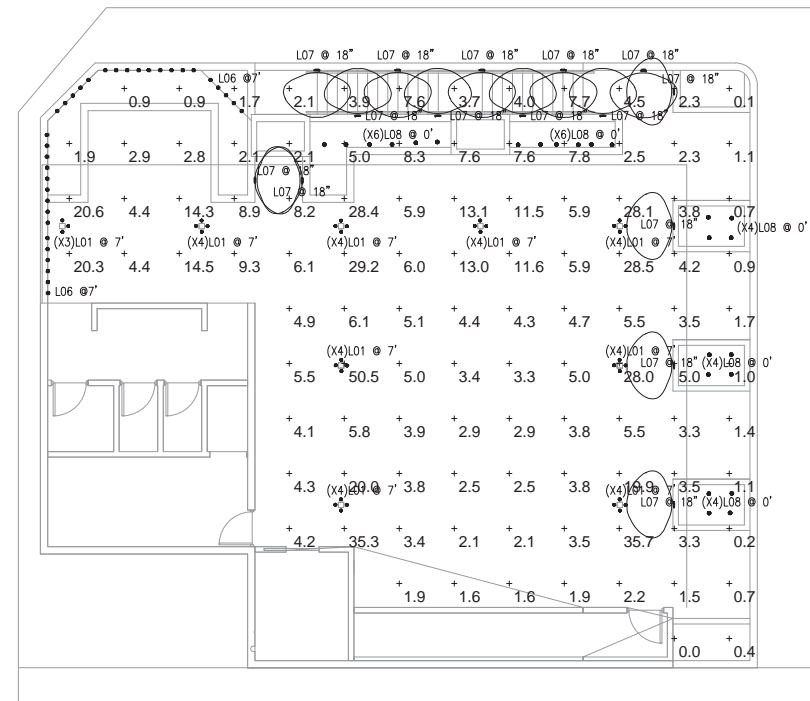 L07 @ 18" L07 @ 18" L07 @ 18" L07 @ 18" L07 @ 18"
L06 @7' L07 @ 18"
0.9 0.9 1.7 2.1 3.9 7.6 3.7 4.0 7.7 4.5 2.3 0.1
L07 @ 18" L07 @ 18" L07 @ 18" L07 @ 18"
(X6)L08 @ 0' (X6)L08 @ 0'
1.9 2.9 2.8 2.1 2.1 5.0 8.3 7.6 7.6 7.8 2.5 2.3 1.1
L07 @ 18"
L07 @ 18"
20.6 4.4 14.3 8.9 8.2 28.4 5.9 13.1 11.5 5.9 28.1 3.8 0.7
L07 @ 18" (X4)L08 @ 0'
(X3)L01 @ 7' (X4)L01 @ 7' (X4)L01 @ 7' (X4)L01 @ 7' (X4)L01 @ 7'
20.3 4.4 14.5 9.3 6.1 29.2 6.0 13.0 11.6 5.9 28.5 4.2 0.9
L06 @7'
4.9 6.1 5.1 4.4 4.3 4.7 5.5 3.5 1.7
(X4)L01 @ 7' (X4)L01 @ 7'
L07 @ 18" (X4)L08 @ 0'
5.5 50.5 5.0 3.4 3.3 5.0 28.0 5.0 1.0
4.1 5.8 3.9 2.9 2.9 3.8 5.5 3.3 1.4
4.3 20.0 3.8 2.5 2.5 3.8 19.9 3.5 1.1
(X4)L01 @ 7' (X4)L01 @ 7'
L07 @ 18" (X4)L08 @ 0'
4.2 35.3 3.4 2.1 2.1 3.5 35.7 3.3 0.2
1.9 1.6 1.6 1.9 2.2 1.5 0.7
0.0 0.4